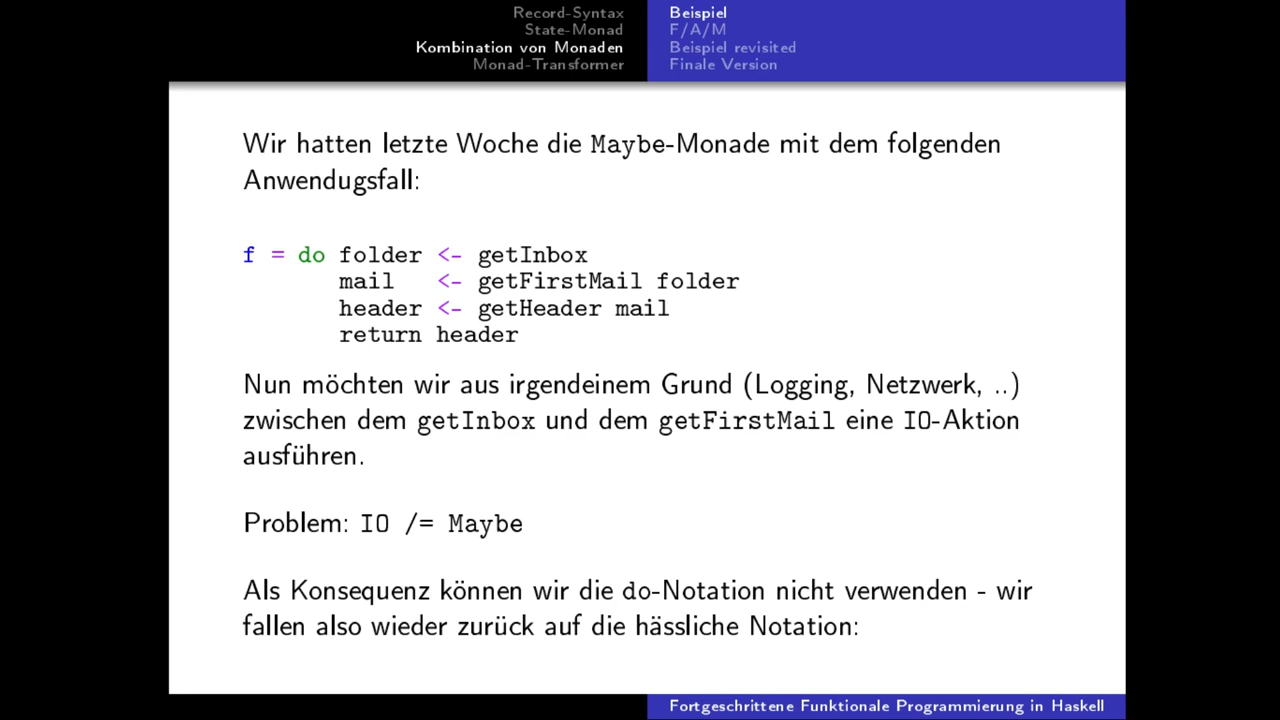 Record-Syntax
State-Monad
Kombination von Monaden
Monad-Transformer
Beispiel
F/A/M
Beispiel revisited
Finale Version
Wir hatten letzte Woche die Maybe-Monade mit dem folgenden
Anwendugsfall:
f = do folder <- getInbox
mail <- getFirstMail folder
header <- getHeader mail
return header
Nun möchten wir aus irgendeinem Grund (Logging, Netzwerk, ..)
zwischen dem getInbox und dem getFirstMail eine IO-Aktion
ausführen.
Problem: IO /= Maybe
Als Konsequenz können wir die do-Notation nicht verwenden - wir
fallen also wieder zurück auf die hässliche Notation:
Fortgeschrittene Funktionale Programmierung in Haskell